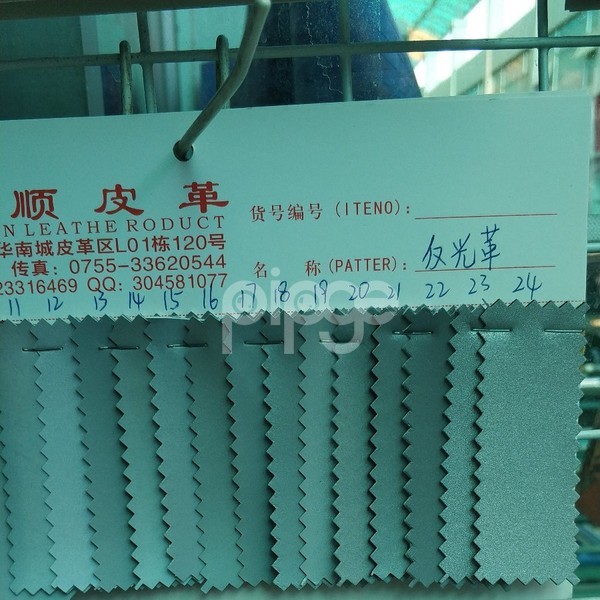 顺皮革
N LEATHE RODUCT
华南城皮革区L01栋120号
传真：0755-33620544
23316469 QQ: 304581077
货号编号(ITENO):
名 称(PATTER): 反光革
11 12 13 14 15 16 17 18 19 20 21 22 23 24
pipge